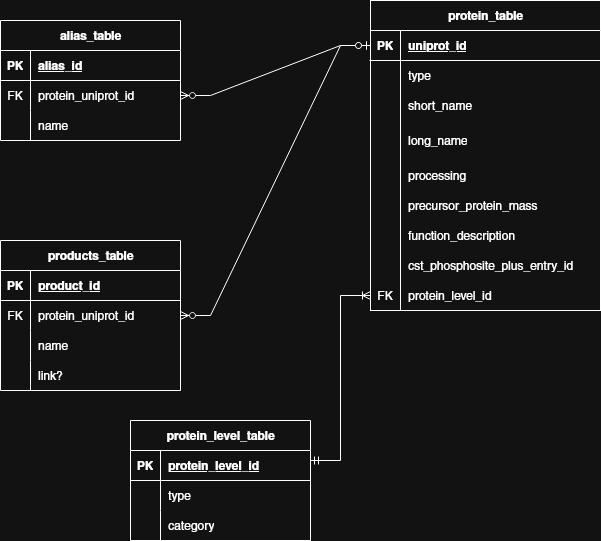 alias_table
PK alias_id
FK protein_uniprot_id
name
protein_table
PK uniprot_id
type
short_name
long_name
processing
precursor_protein_mass
function_description
cst_phosphosite_plus_entry_id
FK protein_level_id
products_table
PK product_id
FK protein_uniprot_id
name
link?
protein_level_table
PK protein_level_id
type
category